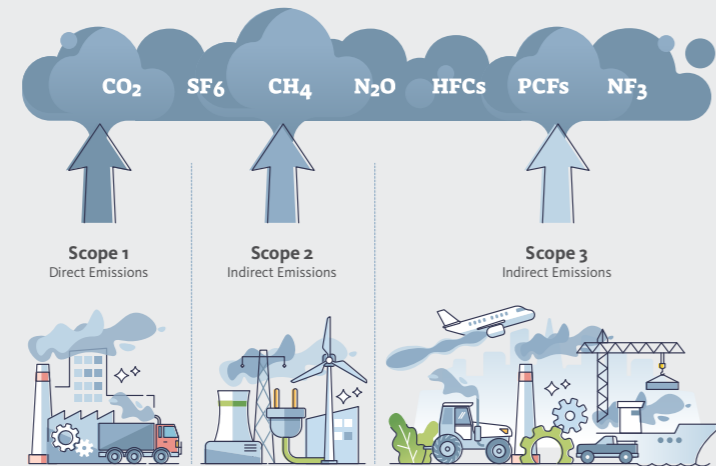 CO₂ SF₆ CH₄ N₂O HFCs PCFs NF₃
Scope 1
Direct Emissions
Scope 2
Indirect Emissions
Scope 3
Indirect Emissions